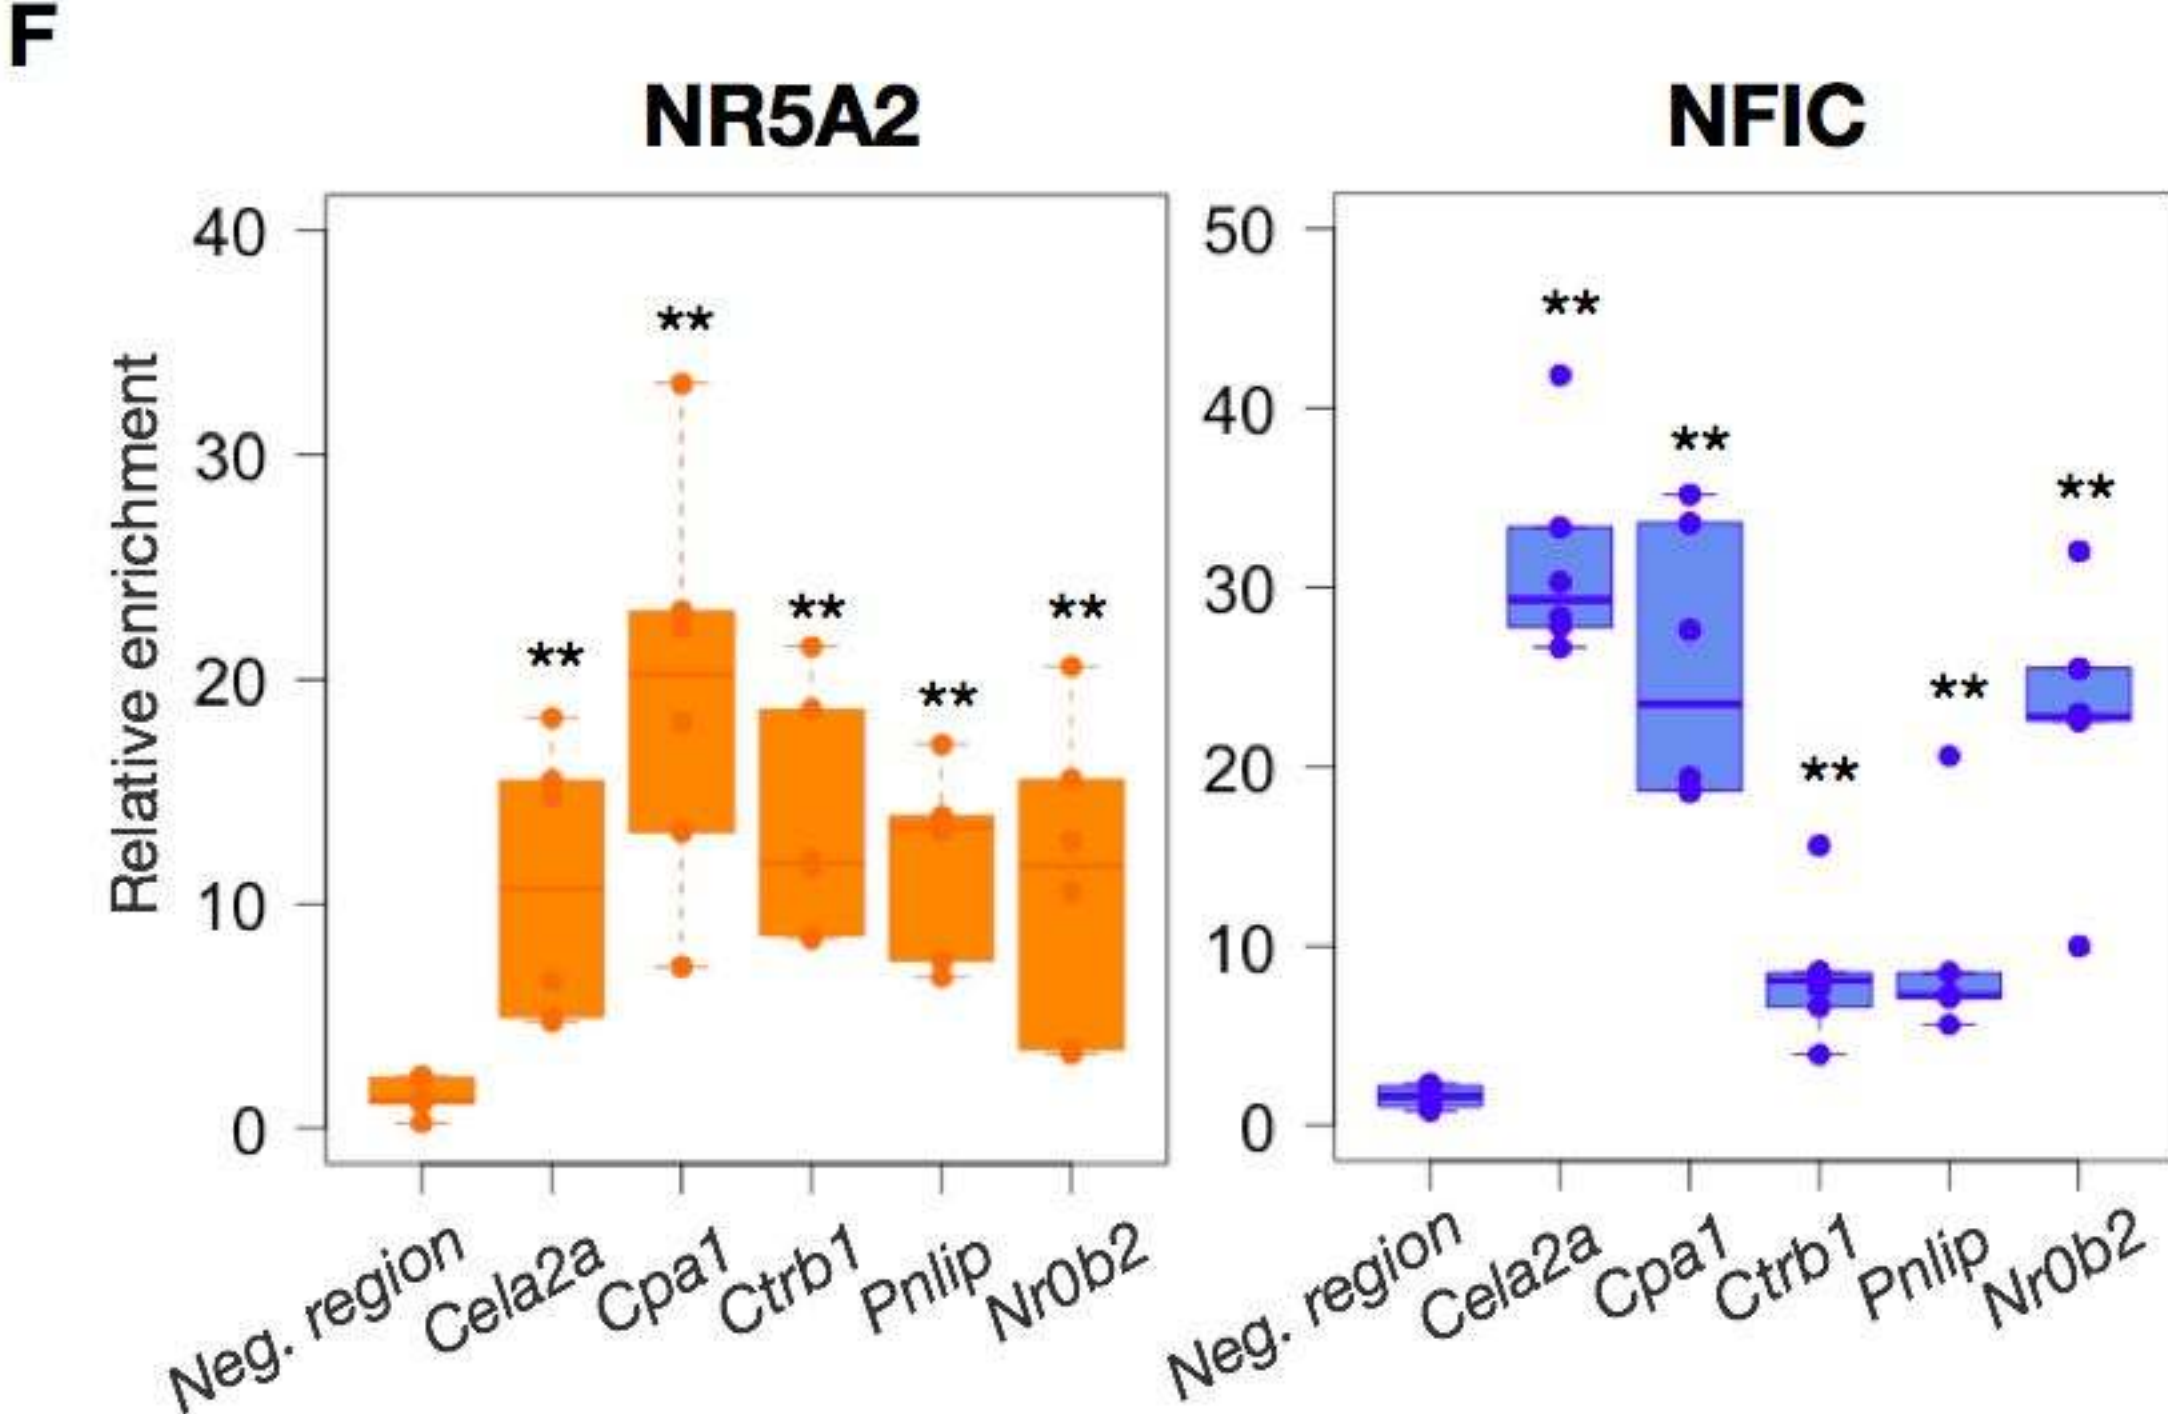 F
NR5A2
Relative enrichment
40
30
20
10
0
**
**
**
**
**
Neg. region
Cela2a
Cpa1
Ctrb1
Pnlip
Nr0b2
NFIC
50
40
30
20
10
0
**
**
**
**
**
Neg. region
Cela2a
Cpa1
Ctrb1
Pnlip
Nr0b2